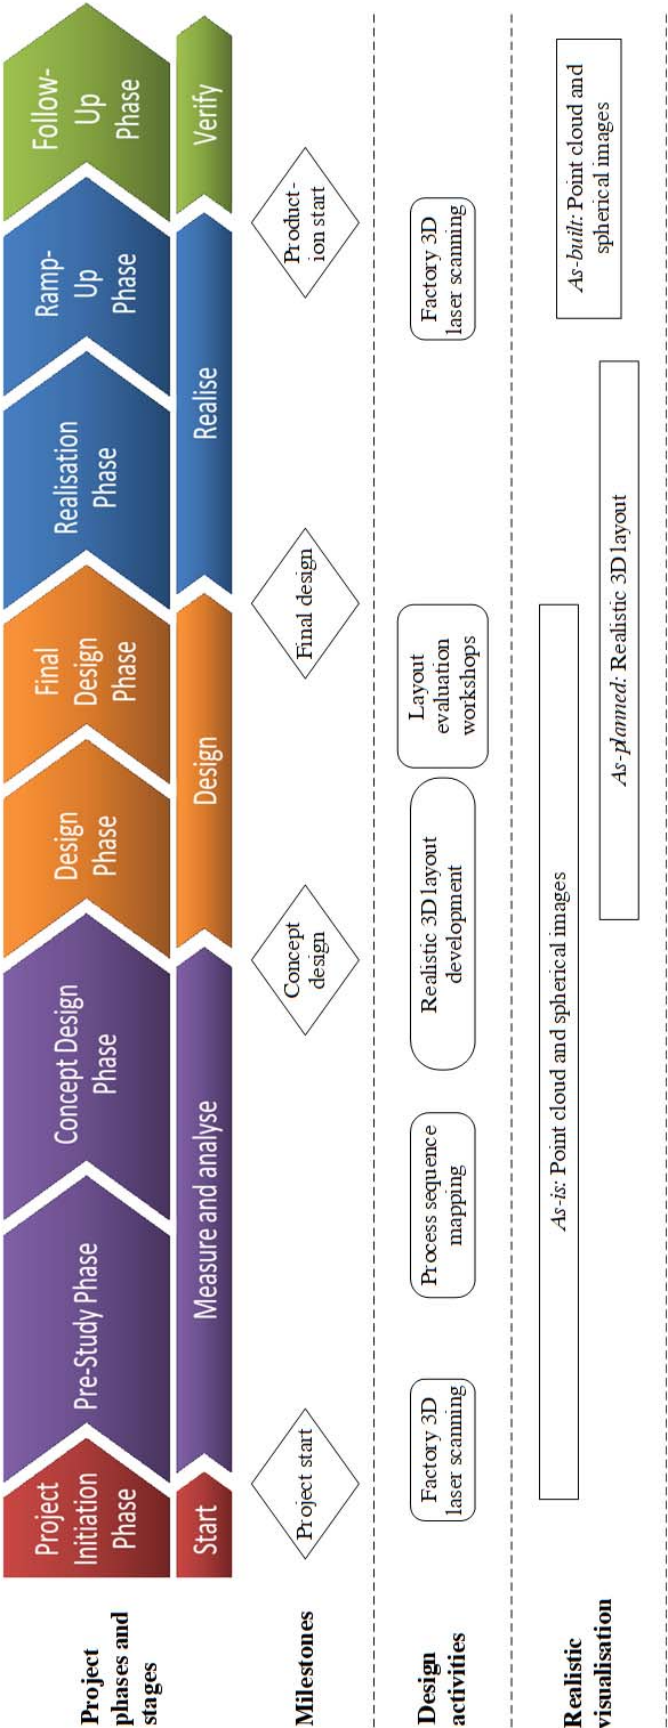 Project
phases and
stages
Project
Initiation
Phase
Pre-Study Phase
Concept Design
Phase
Design
Phase
Final
Design
Phase
Realisation
Phase
Ramp-
Up
Phase
Follow-
Up
Phase
Start
Measure and analyse
Design
Realise
Verify
Milestones
Project start
Concept
design
Final design
Product-
ion start
Design
activities
Factory 3D
laser scanning
Process sequence
mapping
Realistic 3D layout
development
Layout
evaluation
workshops
Factory 3D
laser scanning
Realistic
visualisation
As-is: Point cloud and spherical images
As-planned: Realistic 3D layout
As-built: Point cloud and
spherical images